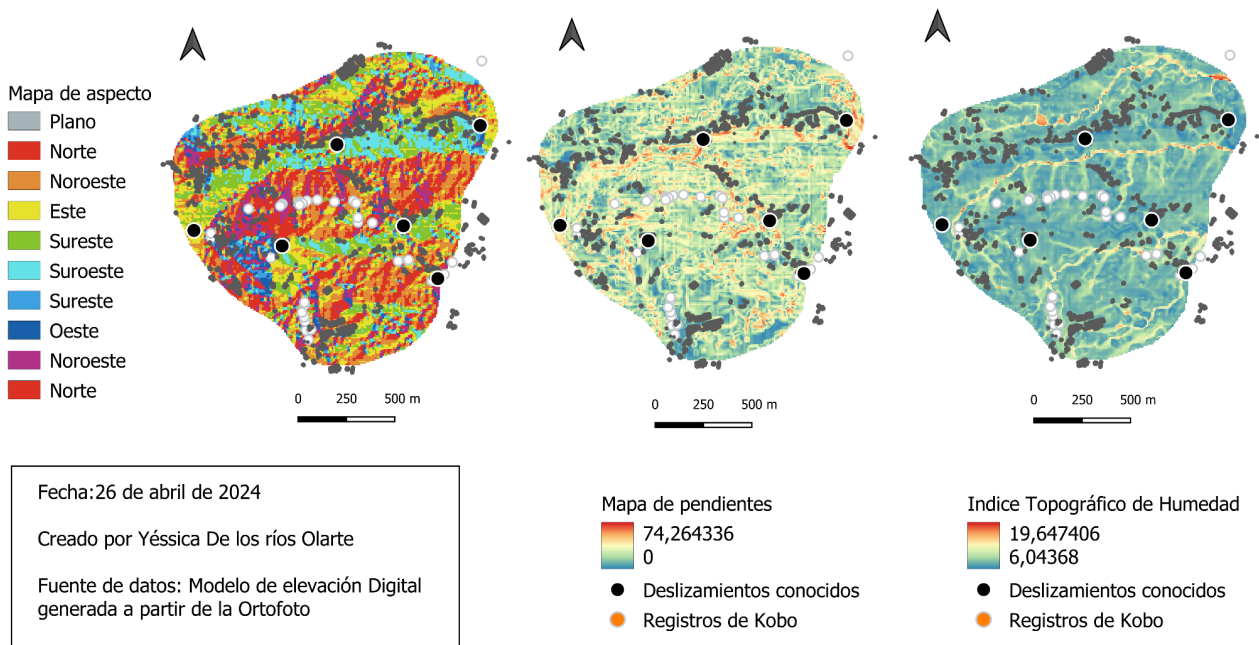 Mapa de aspecto
Plano
Norte
Noroeste
Este
Sureste
Suroeste
Sureste
Oeste
Noroeste
Norte
0 250 500 m
0 250 500 m
0 250 500 m
Fecha:26 de abril de 2024
Creado por Yéssica De los ríos Olarte
Fuente de datos: Modelo de elevación Digital
generada a partir de la Ortofoto
Mapa de pendientes
74,264336
0
Deslizamientos conocidos
Registros de Kobo
Indice Topográfico de Humedad
19,647406
6,04368
Deslizamientos conocidos
Registros de Kobo